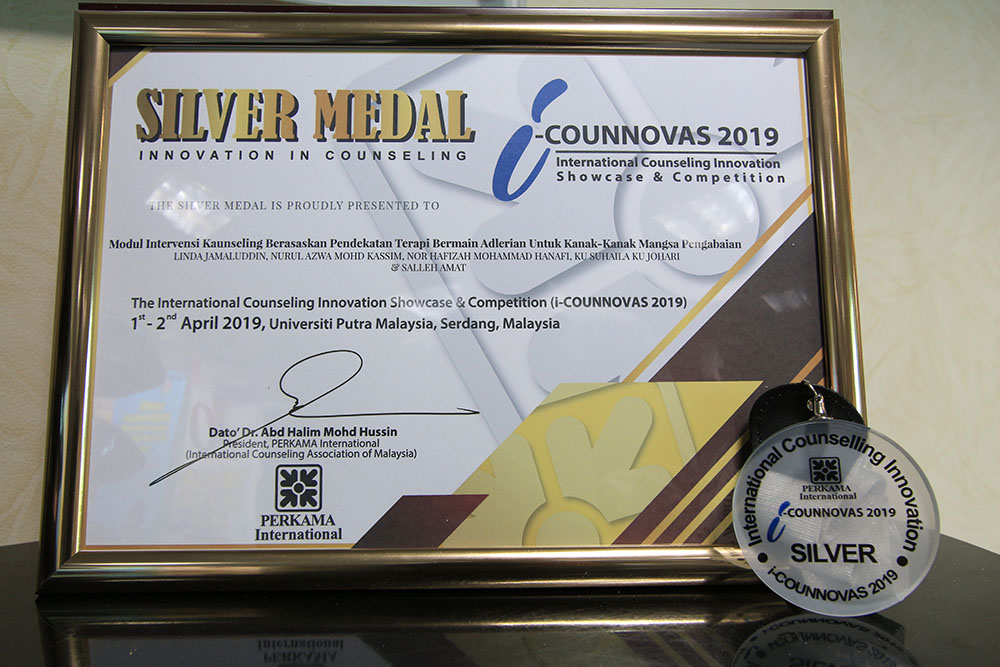 SILVER MEDAL
INNOVATION IN COUNSELING
i-COUNNOVAS 2019
International Counseling Innovation
Showcase & Competition
THE SILVER MEDAL IS PROUDLY PRESENTED TO
Modul Intervensi Kaunseling Berasaskan Pendekatan Terapi Bermain Adlerian Untuk Kanak-Kanak Mangsa Pengabaian
LINDA JAMALUDDIN, NURUL AZWA MOHD KASSIM, NOR HAFIZAH MOHAMMAD HANAFI, KU SUHAILA KU JOHARI
& SALLEH AMAT
The International Counseling Innovation Showcase & Competition (i-COUNNOVAS 2019)
1st - 2nd April 2019, Universiti Putra Malaysia, Serdang, Malaysia
Dato' Dr. Abd Halim Mohd Hussin
President, PERKAMA International
(International Counseling Association of Malaysia)
PERKAMA
International
International Counselling Innovation
PERKAMA
International
i-COUNNOVAS 2019
SILVER
• i-COUNNOVAS 2019 •
International
PERKAMA